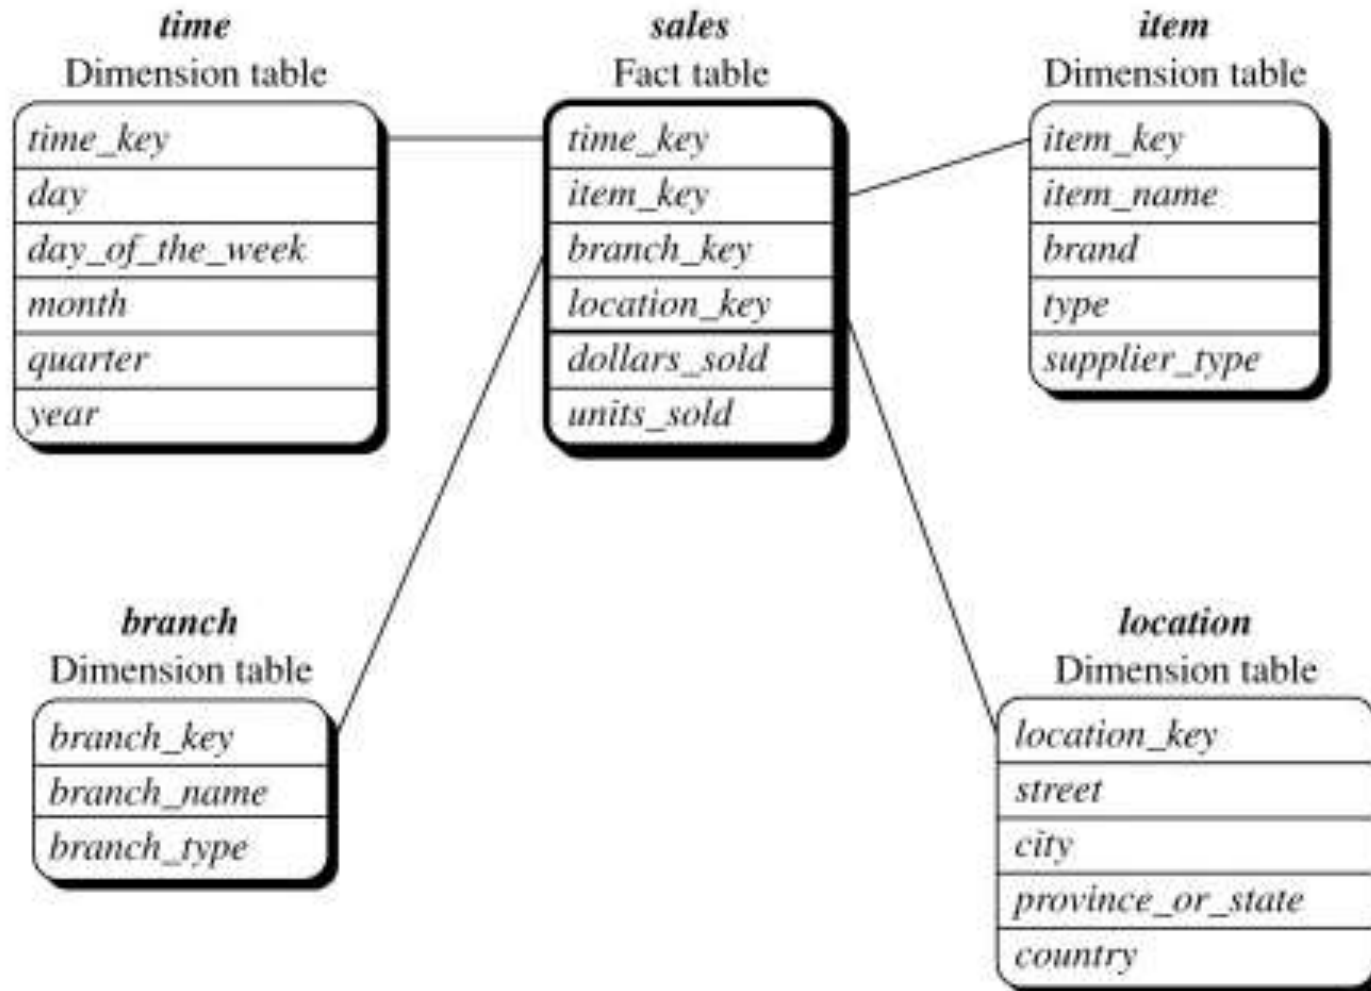 time
Dimension table
time_key
day
day_of_the_week
month
quarter
year
sales
Fact table
time_key
item_key
branch_key
location_key
dollars_sold
units_sold
item
Dimension table
item_key
item_name
brand
type
supplier_type
branch
Dimension table
branch_key
branch_name
branch_type
location
Dimension table
location_key
street
city
province_or_state
country